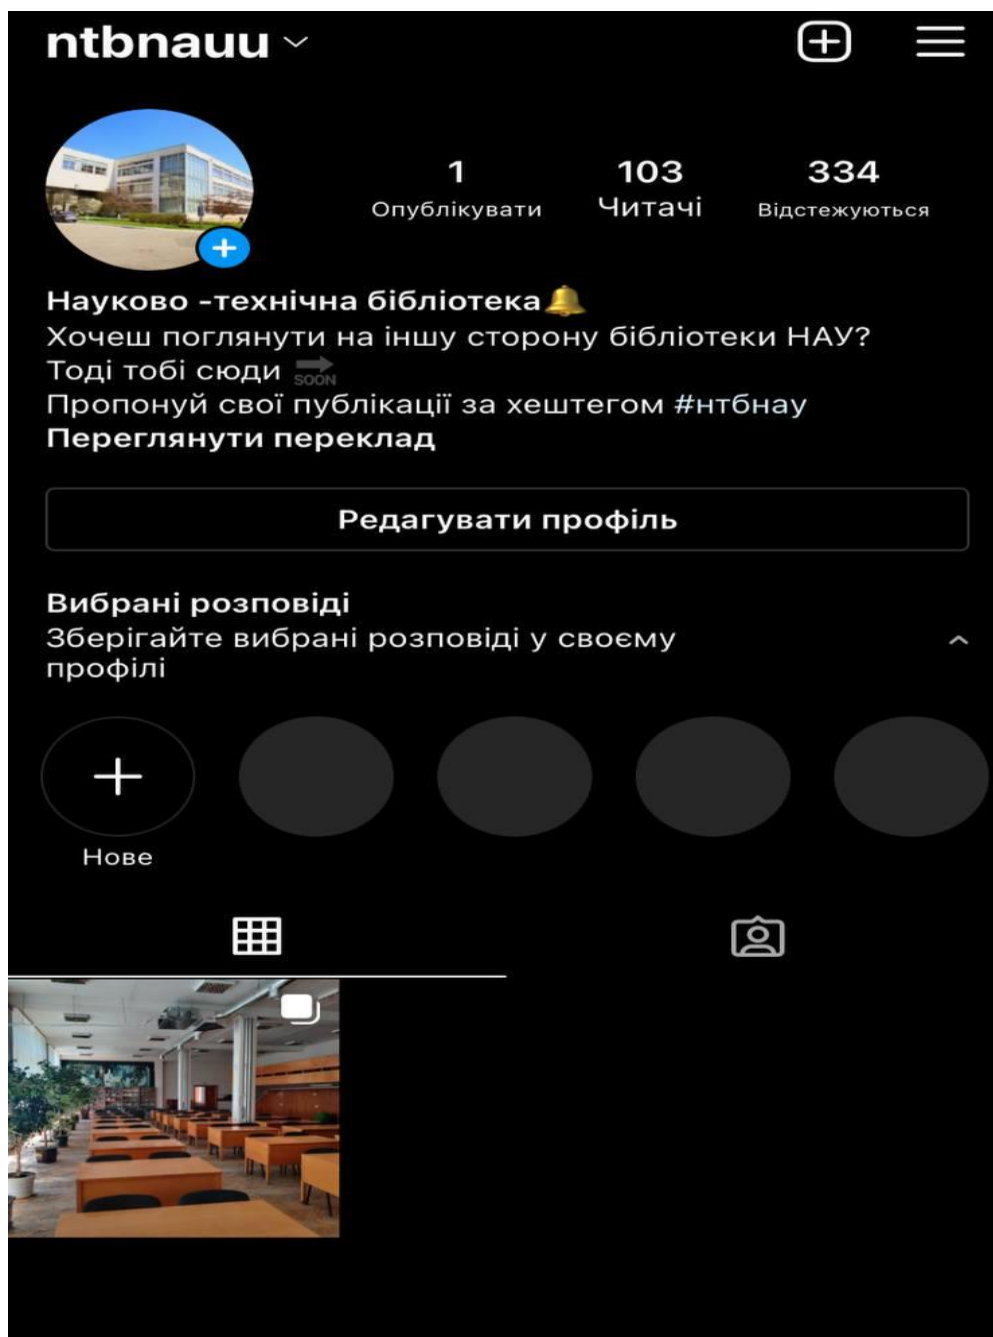 ntbnauu
1 103 334
Опублікувати Читачі Відстежуються
Науково -технічна бібліотека🔔
Хочеш поглянути на іншу сторону бібліотеки НАУ?
Тоді тобі сюди 🔜
Пропонуй свої публікації за хештегом #нтбнау
Переглянути переклад
Редагувати профіль
Вибрані розповіді
Зберігайте вибрані розповіді у своєму
профілі
Нове